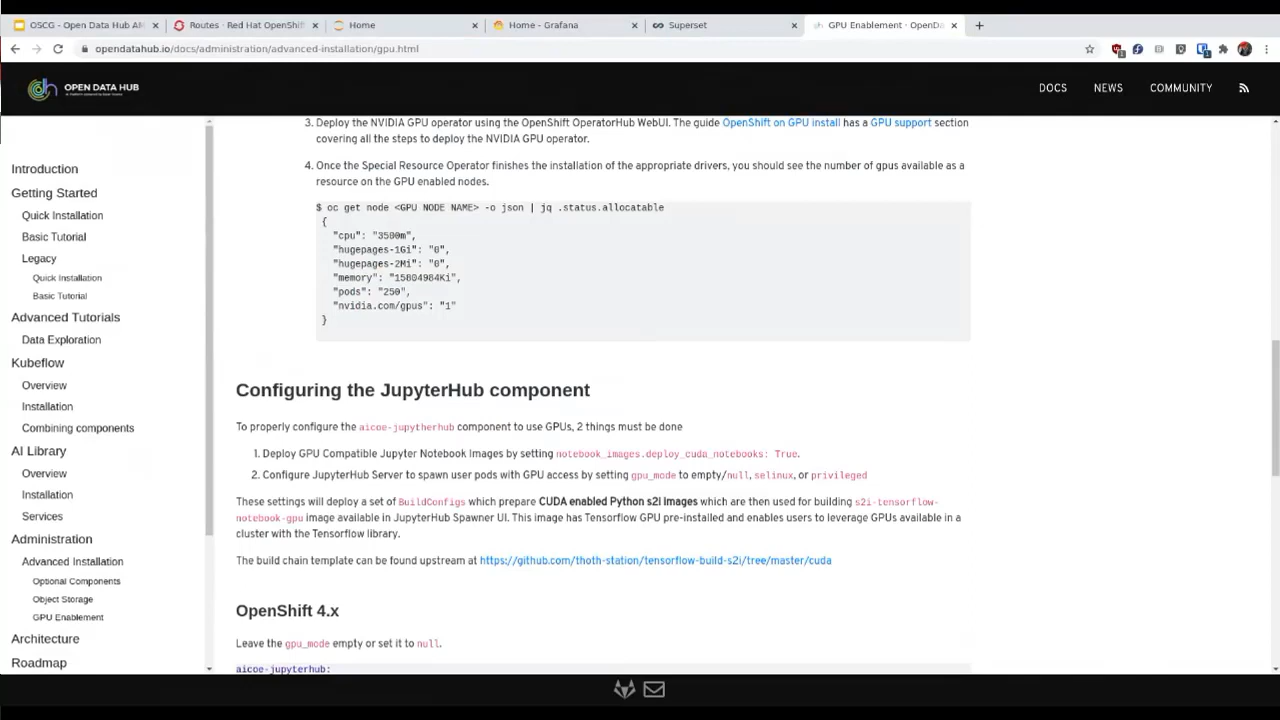 OSCG - Open Data Hub AM
Routes · Red Hat OpenShift
Home
Home - Grafana
Superset
GPU Enablement · OpenDa
opendatahub.io/docs/administration/advanced-installation/gpu.html
OPEN DATA HUB
DOCS
NEWS
COMMUNITY
Introduction
Getting Started
Quick Installation
Basic Tutorial
Legacy
Quick Installation
Basic Tutorial
Advanced Tutorials
Data Exploration
Kubeflow
Overview
Installation
Combining components
AI Library
Overview
Installation
Services
Administration
Advanced Installation
Optional Components
Object Storage
GPU Enablement
Architecture
Roadmap
3. Deploy the NVIDIA GPU operator using the OpenShift OperatorHub WebUI. The guide OpenShift on GPU install has a GPU support section
covering all the steps to deploy the NVIDIA GPU operator.
4. Once the Special Resource Operator finishes the installation of the appropriate drivers, you should see the number of gpus available as a
resource on the GPU enabled nodes.
$ oc get node <GPU NODE NAME> -o json | jq .status.allocatable
{
"cpu": "3500m",
"hugepages-1Gi": "0",
"hugepages-2Mi": "0",
"memory": "15804984Ki",
"pods": "250",
"nvidia.com/gpus": "1"
}
Configuring the JupyterHub component
To properly configure the aicoe-jupytherhub component to use GPUs, 2 things must be done
1. Deploy GPU Compatible Jupyter Notebook Images by setting notebook_images.deploy_cuda_notebooks: True.
2. Configure JupyterHub Server to spawn user pods with GPU access by setting gpu_mode to empty/null, selinux, or privileged
These settings will deploy a set of BuildConfigs which prepare CUDA enabled Python s2i images which are then used for building s2i-tensorflow-
notebook-gpu image available in JupyterHub Spawner UI. This image has Tensorflow GPU pre-installed and enables users to leverage GPUs available in a
cluster with the Tensorflow library.
The build chain template can be found upstream at https://github.com/thoth-station/tensorflow-build-s2i/tree/master/cuda
OpenShift 4.x
Leave the gpu_mode empty or set it to null.
aicoe-jupyterhub: